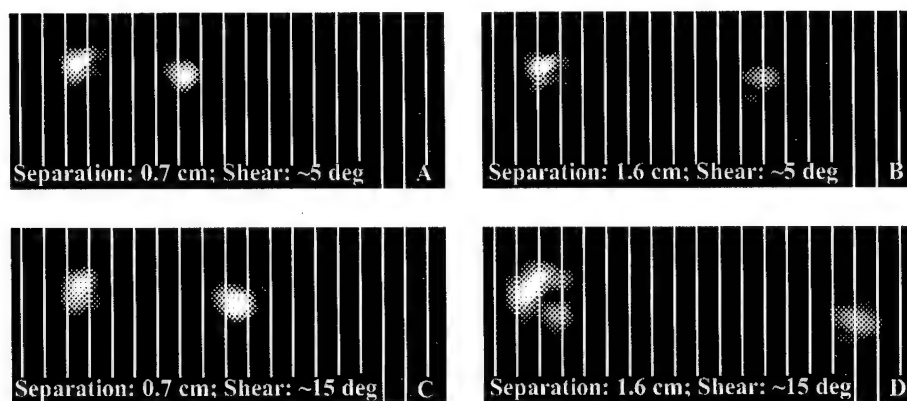 Separation: 0.7 cm; Shear: ~5 deg A
Separation: 1.6 cm; Shear: ~5 deg B
Separation: 0.7 cm; Shear: ~15 deg C
Separation: 1.6 cm; Shear: ~15 deg D